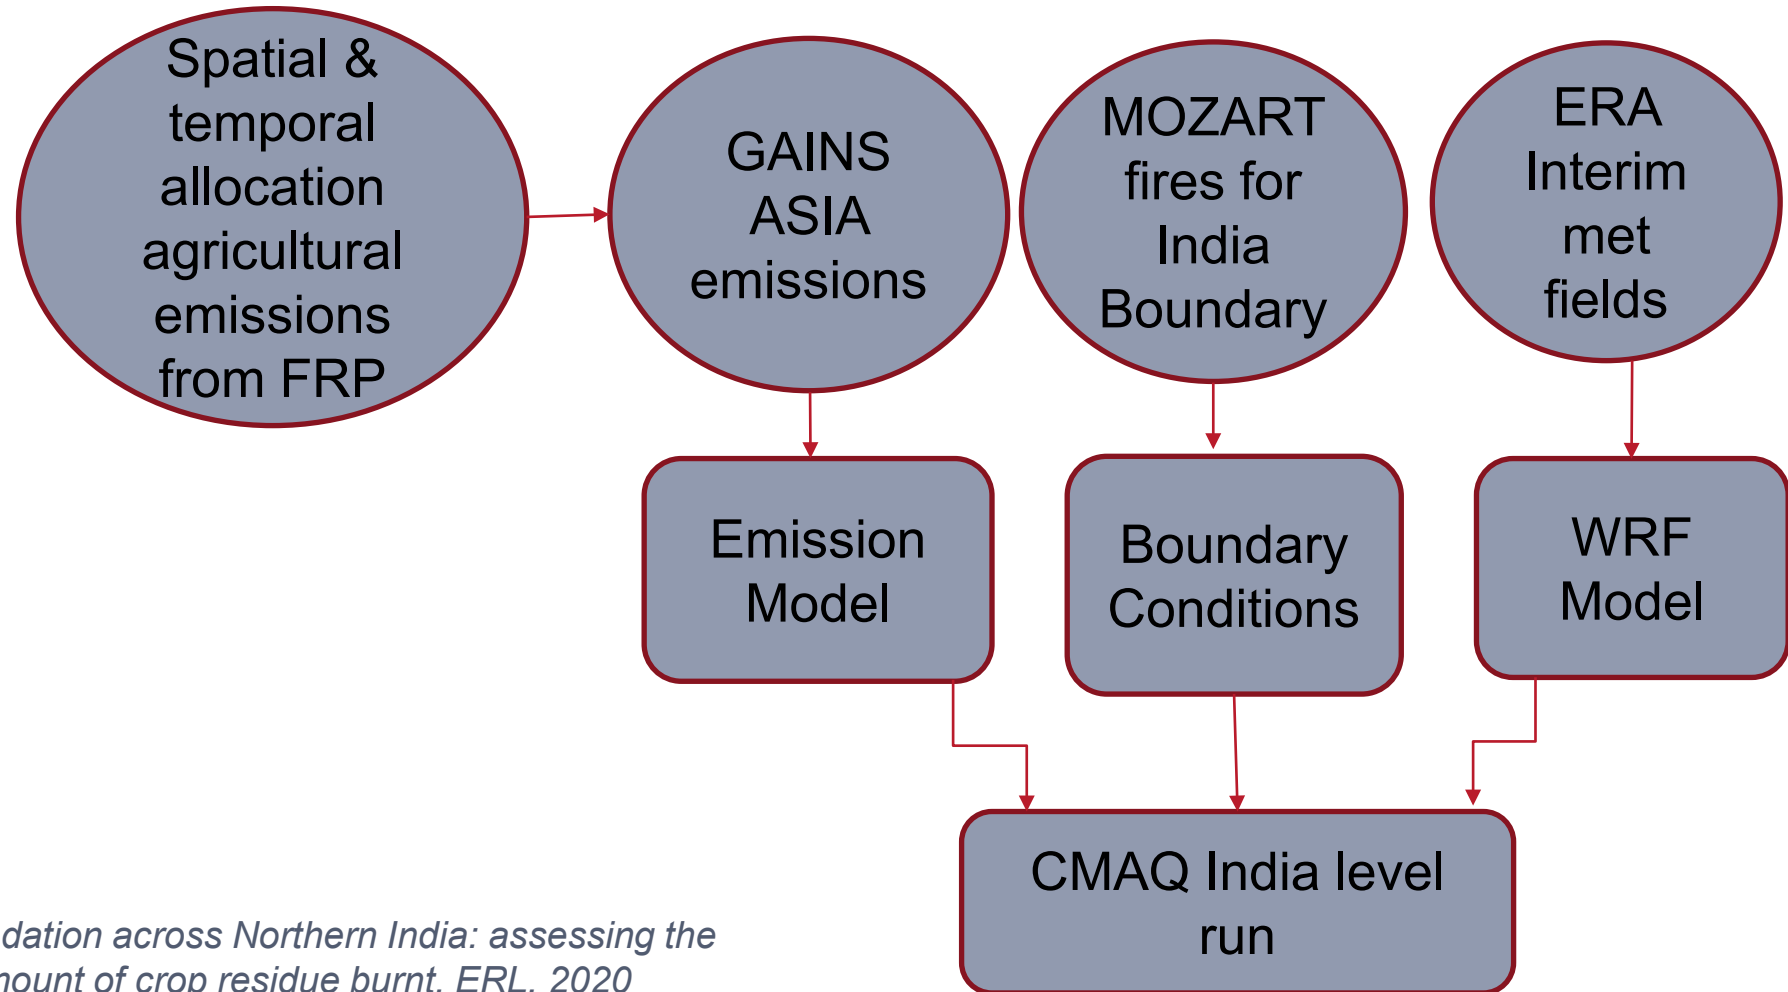 Spatial &
temporal
allocation
agricultural
emissions
from FRP
GAINS
ASIA
emissions
MOZART
fires for
India
Boundary
ERA
Interim
met
fields
Emission
Model
Boundary
Conditions
WRF
Model
CMAQ India level
run
dation across Northern India: assessing the
mount of crop residue burnt. ERL. 2020